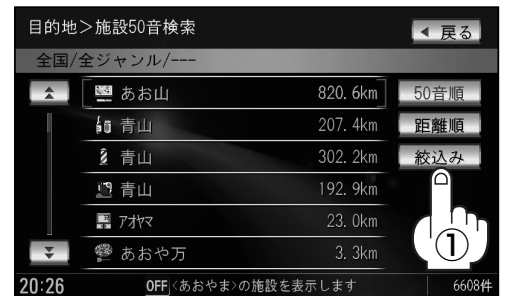 目的地>施設50音検索
戻る
全国/全ジャンル/---
あお山 820.6km
50音順
青山 207.4km
距離順
青山 302.2km
絞込み
青山 192.9km
アオヤマ 23.0km
①
あおや万 3.3km
20:26 OFF <あおやま>の施設を表示します 6608件